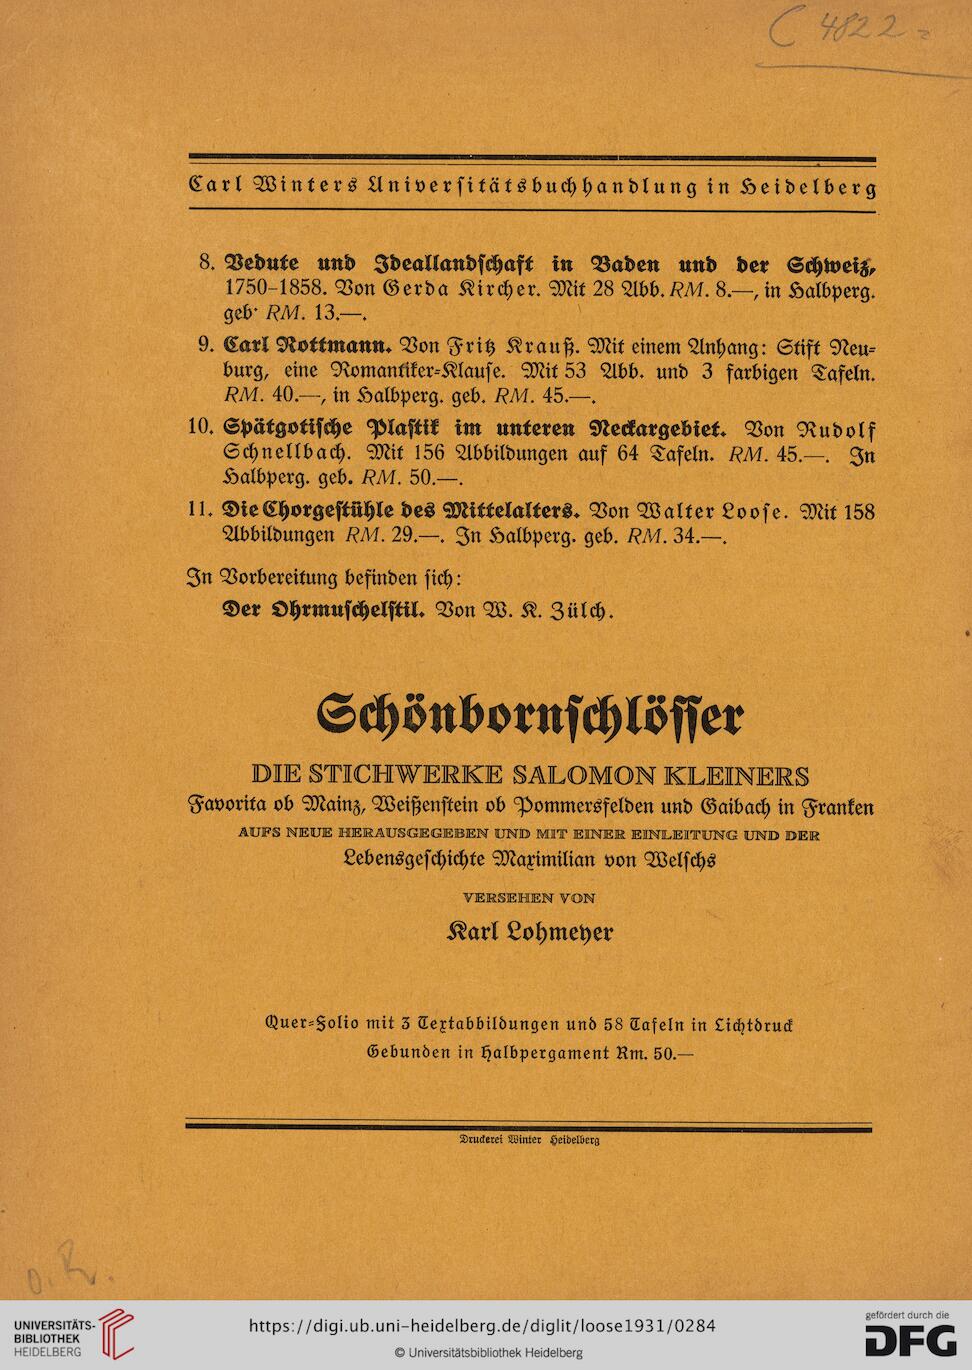 C 4822
Carl Winters Universitätsbuchhandlung in Heidelberg
8. Vedute und Ideallandschaft in Baden und der Schweiz,
1750-1858. Von Gerda Kircher. Mit 28 Abb. RM. 8.—, in Halbperg.
geb· RM. 13.—.
9. Carl Rottmann. Von Fritz Krauß. Mit einem Anhang: Stift Neu-
burg, eine Romantiker-Klause. Mit 53 Abb. und 3 farbigen Tafeln.
RM. 40.—, in Halbperg. geb. RM. 45.—.
10. Spätgotische Plastik im unteren Neckargebiet. Von Rudolf
Schnellbach. Mit 156 Abbildungen auf 64 Tafeln. RM. 45.—. In
Halbperg. geb. RM. 50.—.
11. Die Chorgestühle des Mittelalters. Von Walter Loose. Mit 158
Abbildungen RM. 29.—. In Halbperg. geb. RM. 34.—.
In Vorbereitung befinden sich:
Der Ohrmuschelstil. Von W. K. Zülch.
Schönbornschlösser
DIE STICHWERKE SALOMON KLEINERS
Favorita ob Mainz, Weißenstein ob Pommersfelden und Gaibach in Franken
AUFS NEUE HERAUSGEGEBEN UND MIT EINER EINLEITUNG UND DER
Lebensgeschichte Maximilian von Welschs
VERSEHEN VON
Karl Lohmeyer
Quer-Folio mit 3 Textabbildungen und 58 Tafeln in Lichtdruck
Gebunden in Halbpergament Rm. 50.—
Druckerei Winter Heidelberg
UNIVERSITÄTS-
BIBLIOTHEK
HEIDELBERG
https://digi.ub.uni-heidelberg.de/diglit/loose1931/0284
© Universitätsbibliothek Heidelberg
gefördert durch die
DFG